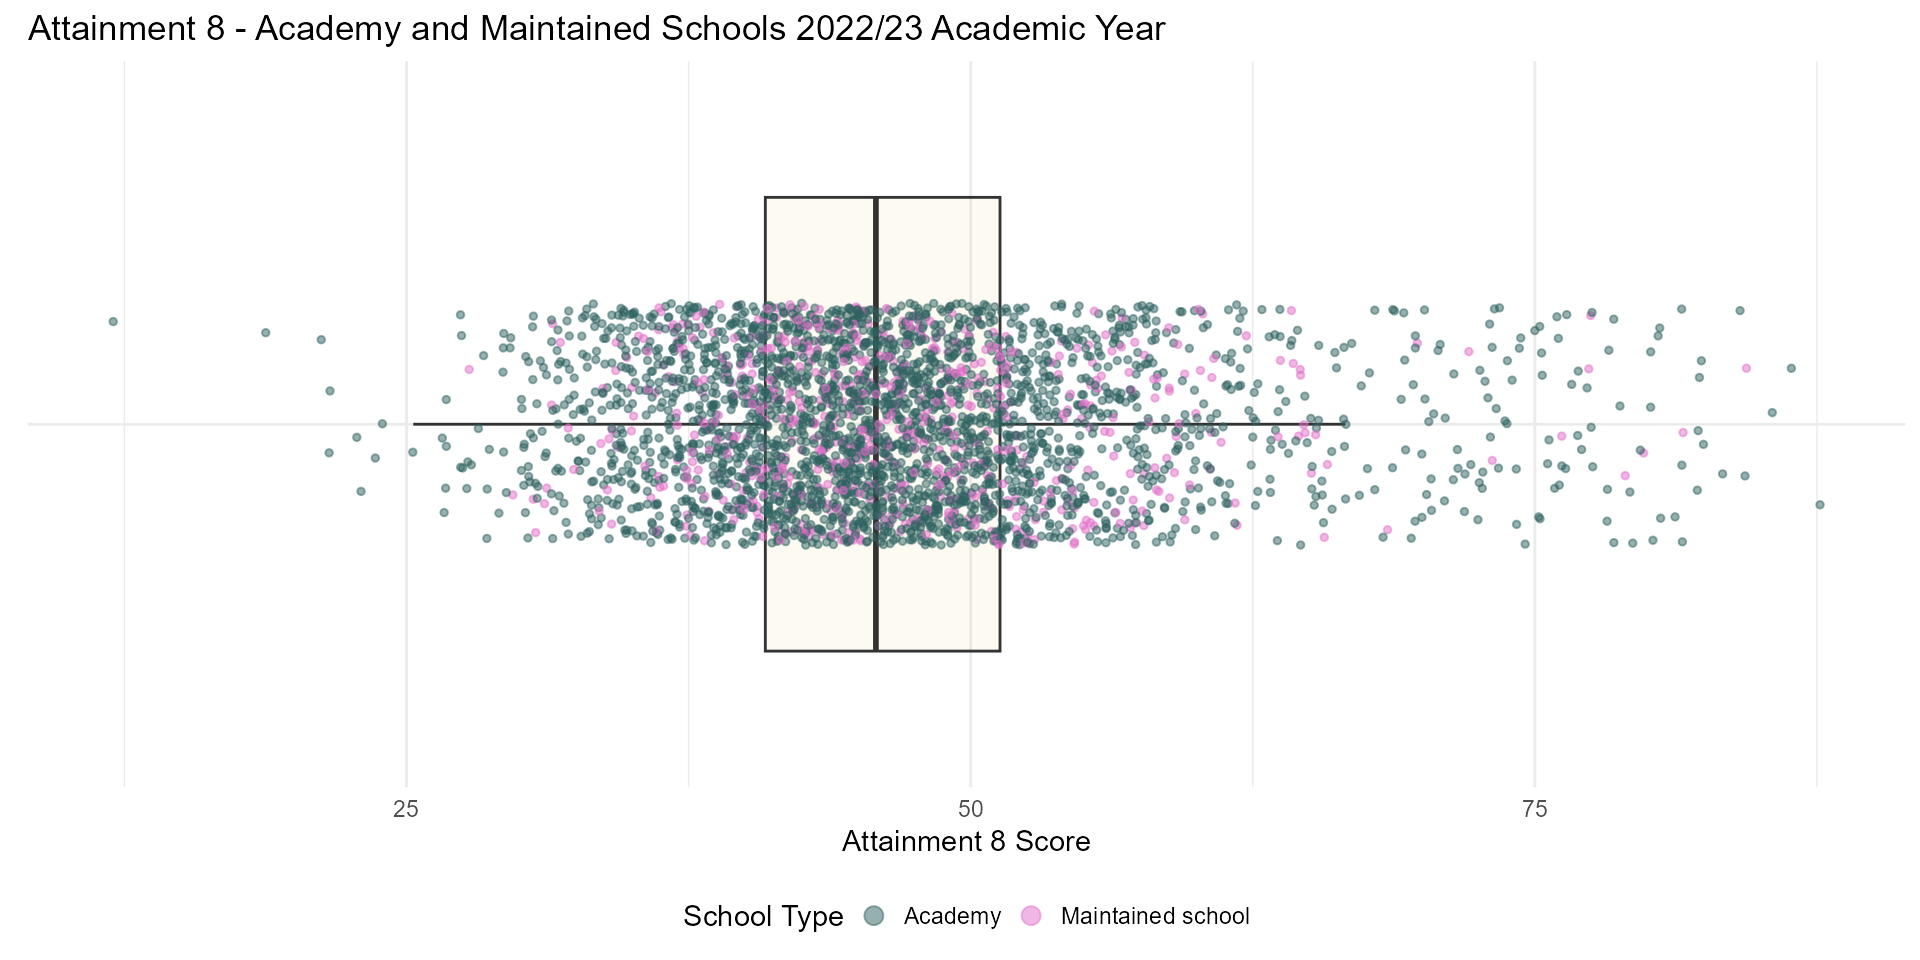 Attainment 8 - Academy and Maintained Schools 2022/23 Academic Year
25 50 75
Attainment 8 Score
School Type Academy Maintained school